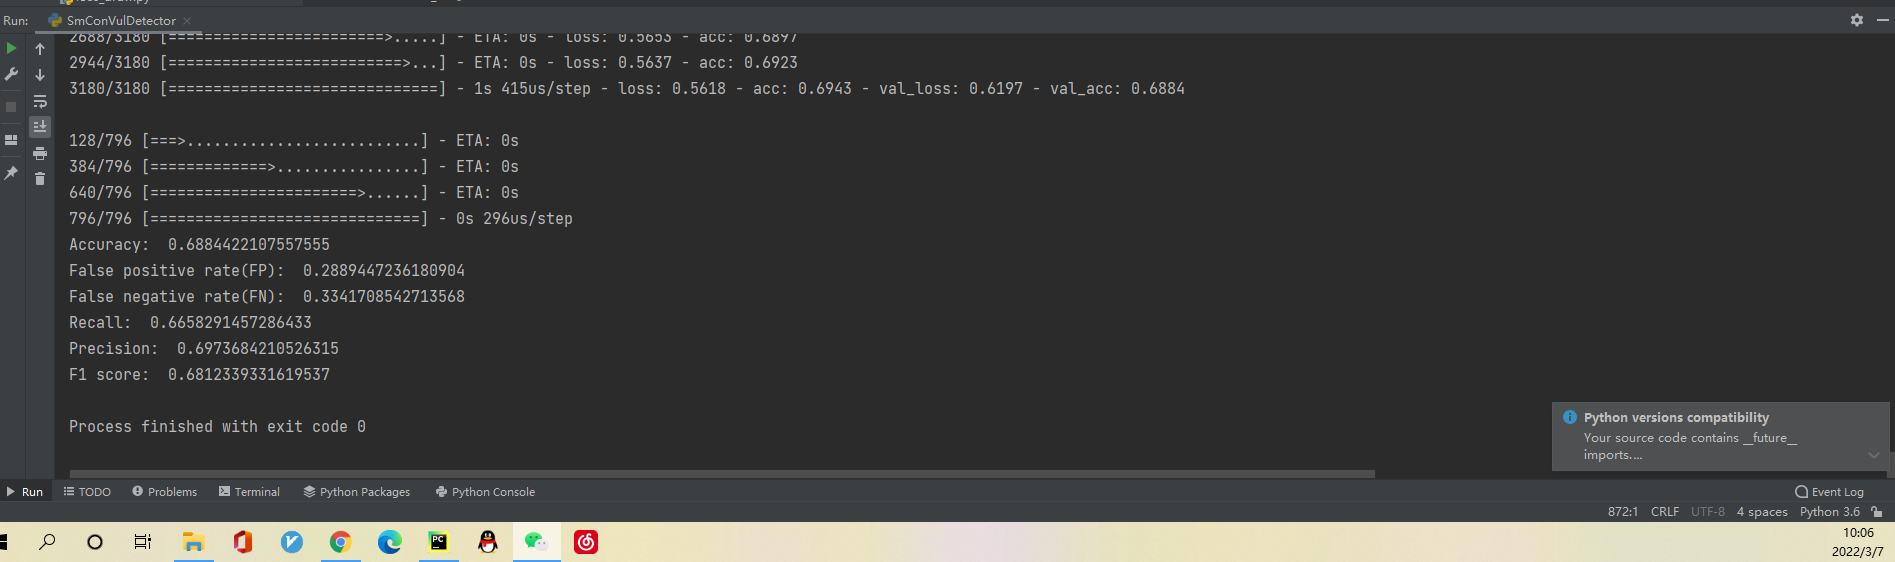 Run: SmConVulDetector
2688/3180 [========================>.....] - ETA: 0s - loss: 0.5653 - acc: 0.6897
2944/3180 [==========================>...] - ETA: 0s - loss: 0.5637 - acc: 0.6923
3180/3180 [==============================] - 1s 415us/step - loss: 0.5618 - acc: 0.6943 - val_loss: 0.6197 - val_acc: 0.6884
128/796 [===>..........................] - ETA: 0s
384/796 [=============>................] - ETA: 0s
640/796 [=======================>......] - ETA: 0s
796/796 [==============================] - 0s 296us/step
Accuracy: 0.6884422107557555
False positive rate(FP): 0.2889447236180904
False negative rate(FN): 0.3341708542713568
Recall: 0.6658291457286433
Precision: 0.6973684210526315
F1 score: 0.6812339331619537
Process finished with exit code 0
Python versions compatibility
Your source code contains __future__
imports....
Run TODO Problems Terminal Python Packages Python Console Event Log
872:1 CRLF UTF-8 4 spaces Python 3.6
PC
10:06
2022/3/7